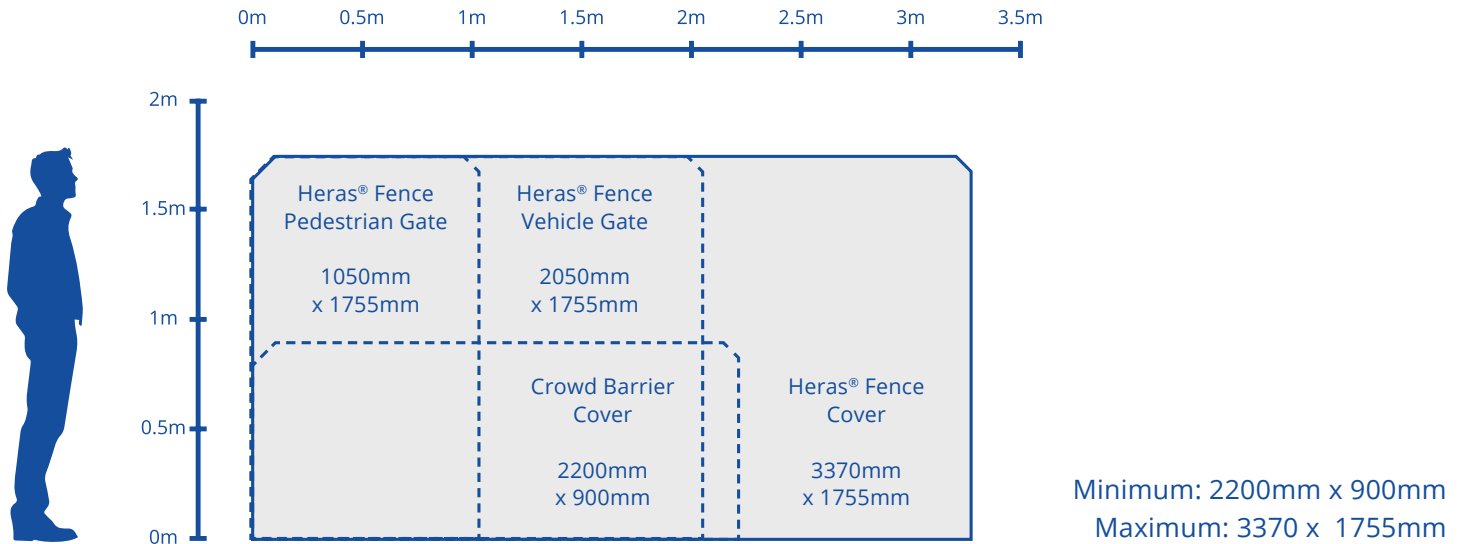 0m 0.5m 1m 1.5m 2m 2.5m 3m 3.5m
2m
1.5m
1m
0.5m
0m
Heras® Fence
Pedestrian Gate
1050mm
x 1755mm
Heras® Fence
Vehicle Gate
2050mm
x 1755mm
Crowd Barrier
Cover
2200mm
x 900mm
Heras® Fence
Cover
3370mm
x 1755mm
Minimum: 2200mm x 900mm
Maximum: 3370 x 1755mm